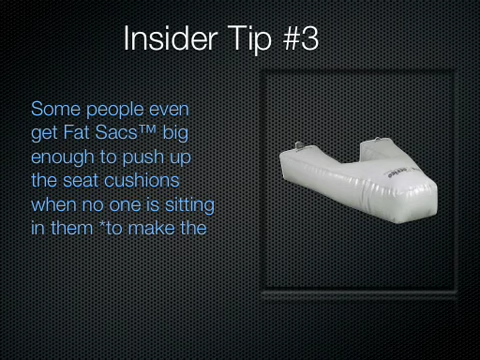 Insider Tip #3
Some people even
get Fat Sacs™ big
enough to push up
the seat cushions
when no one is sitting
in them *to make the